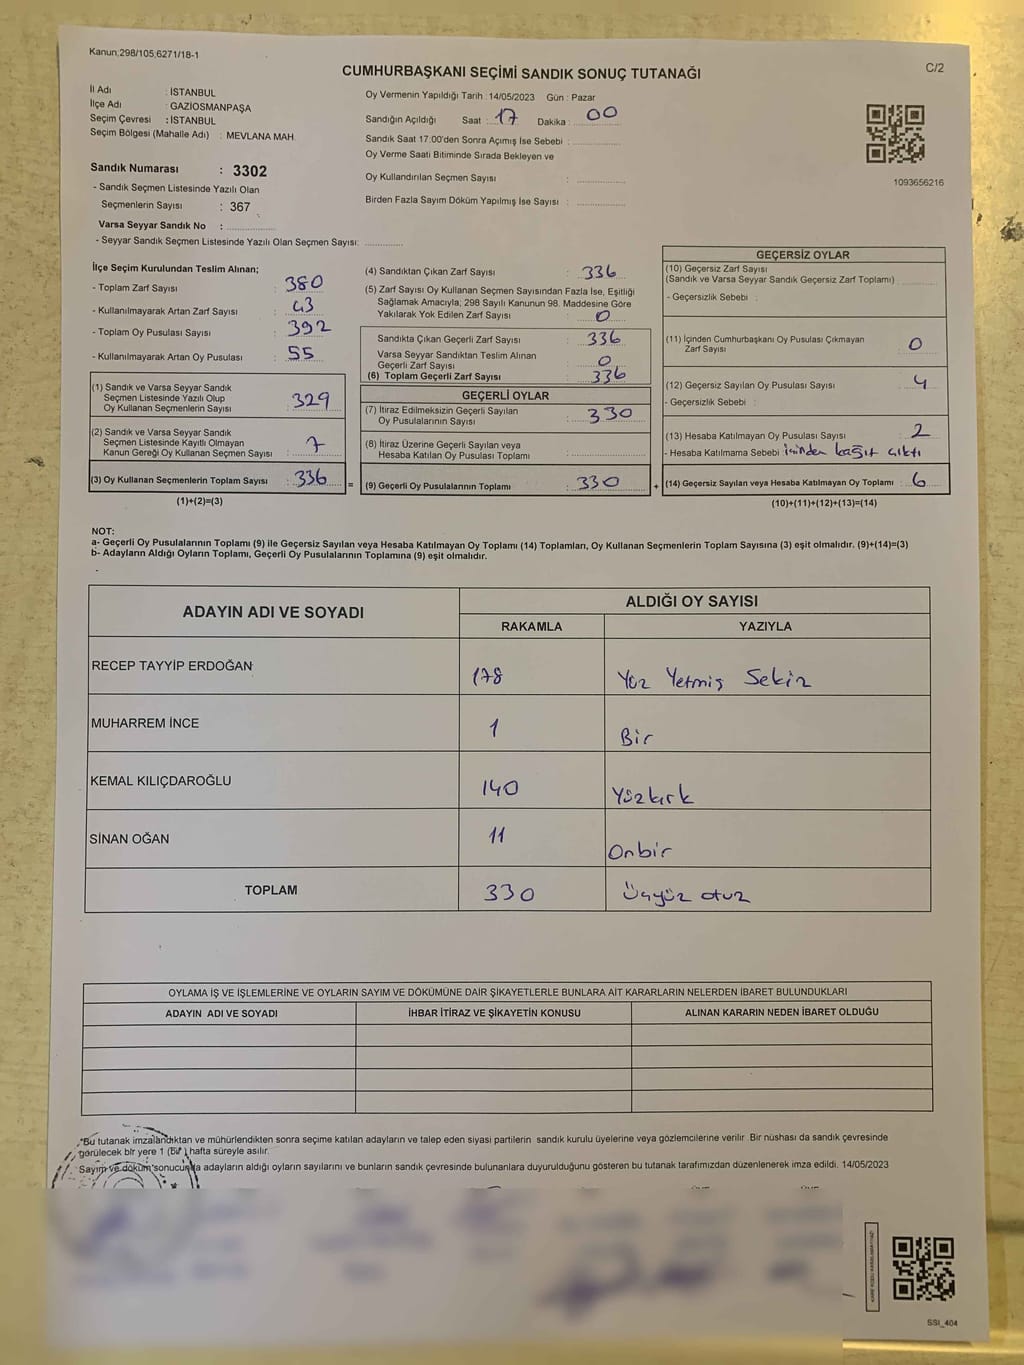 Kanun;298/105,6271/18-1
C/2
CUMHURBAŞKANI SEÇİMİ SANDIK SONUÇ TUTANAĞI
İl Adı : İSTANBUL
İlçe Adı : GAZİOSMANPAŞA
Seçim Çevresi : İSTANBUL
Seçim Bölgesi (Mahalle Adı) : MEVLANA MAH.
Sandık Numarası : 3302
- Sandık Seçmen Listesinde Yazılı Olan
Seçmenlerin Sayısı : 367
Varsa Seyyar Sandık No :
- Seyyar Sandık Seçmen Listesinde Yazılı Olan Seçmen Sayısı:
Oy Vermenin Yapıldığı Tarih : 14/05/2023 Gün : Pazar
Sandığın Açıldığı Saat : 17 Dakika : 00
Sandık Saat 17:00'den Sonra Açımış İse Sebebi :
Oy Verme Saati Bitiminde Sırada Bekleyen ve
Oy Kullandırılan Seçmen Sayısı :
Birden Fazla Sayım Döküm Yapılmış İse Sayısı :
1093656216
İlçe Seçim Kurulundan Teslim Alınan;
- Toplam Zarf Sayısı : 380
- Kullanılmayarak Artan Zarf Sayısı : 43
- Toplam Oy Pusulası Sayısı : 392
- Kullanılmayarak Artan Oy Pusulası : 55
(1) Sandık ve Varsa Seyyar Sandık
Seçmen Listesinde Yazılı Olup
Oy Kullanan Seçmenlerin Sayısı : 329
(2) Sandık ve Varsa Seyyar Sandık
Seçmen Listesinde Kayıtlı Olmayan
Kanun Gereği Oy Kullanan Seçmen Sayısı : 7
(3) Oy Kullanan Seçmenlerin Toplam Sayısı : 336
(1)+(2)=(3)
(4) Sandıktan Çıkan Zarf Sayısı : 336
(5) Zarf Sayısı Oy Kullanan Seçmen Sayısından Fazla İse, Eşitliği
Sağlamak Amacıyla; 298 Sayılı Kanunun 98. Maddesine Göre
Yakılarak Yok Edilen Zarf Sayısı : 0
Sandıkta Çıkan Geçerli Zarf Sayısı : 336
Varsa Seyyar Sandıktan Teslim Alınan
Geçerli Zarf Sayısı : 0
(6) Toplam Geçerli Zarf Sayısı : 336
GEÇERLİ OYLAR
(7) İtiraz Edilmeksizin Geçerli Sayılan
Oy Pusulalarının Sayısı : 330
(8) İtiraz Üzerine Geçerli Sayılan veya
Hesaba Katılan Oy Pusulası Toplamı :
= (9) Geçerli Oy Pusulalarının Toplamı : 330 +
GEÇERSİZ OYLAR
(10) Geçersiz Zarf Sayısı
(Sandık ve Varsa Seyyar Sandık Geçersiz Zarf Toplamı) :
- Geçersizlik Sebebi :
(11) İçinden Cumhurbaşkanı Oy Pusulası Çıkmayan
Zarf Sayısı : 0
(12) Geçersiz Sayılan Oy Pusulası Sayısı : 4
- Geçersizlik Sebebi :
(13) Hesaba Katılmayan Oy Pusulası Sayısı : 2
- Hesaba Katılmama Sebebi içinden kağıt çıktı
(14) Geçersiz Sayılan veya Hesaba Katılmayan Oy Toplamı : 6
(10)+(11)+(12)+(13)=(14)
NOT:
a- Geçerli Oy Pusulalarının Toplamı (9) ile Geçersiz Sayılan veya Hesaba Katılmayan Oy Toplamı (14) Toplamları, Oy Kullanan Seçmenlerin Toplam Sayısına (3) eşit olmalıdır. (9)+(14)=(3)
b- Adayların Aldığı Oyların Toplamı, Geçerli Oy Pusulalarının Toplamına (9) eşit olmalıdır.
ADAYIN ADI VE SOYADI ALDIĞI OY SAYISI
RAKAMLA YAZIYLA
RECEP TAYYİP ERDOĞAN 178 Yüz Yetmiş Sekiz
MUHARREM İNCE 1 Bir
KEMAL KILIÇDAROĞLU 140 Yüzkırk
SİNAN OĞAN 11 Onbir
TOPLAM 330 Üçyüz otuz
OYLAMA İŞ VE İŞLEMLERİNE VE OYLARIN SAYIM VE DÖKÜMÜNE DAİR ŞİKAYETLERLE BUNLARA AİT KARARLARIN NELERDEN İBARET BULUNDUKLARI
ADAYIN ADI VE SOYADI İHBAR İTİRAZ VE ŞİKAYETİN KONUSU ALINAN KARARIN NEDEN İBARET OLDUĞU
*Bu tutanak imzalandıktan ve mühürlendikten sonra seçime katılan adayların ve talep eden siyasi partilerin sandık kurulu üyelerine veya gözlemcilerine verilir. Bir nüshası da sandık çevresinde
görülecek bir yere 1 (Bir) hafta süreyle asılır.
Sayım ve döküm sonucunda adayların aldığı oyların sayılarını ve bunların sandık çevresinde bulunanlara duyurulduğunu gösteren bu tutanak tarafımızdan düzenlenerek imza edildi. 14/05/2023
SSI_404